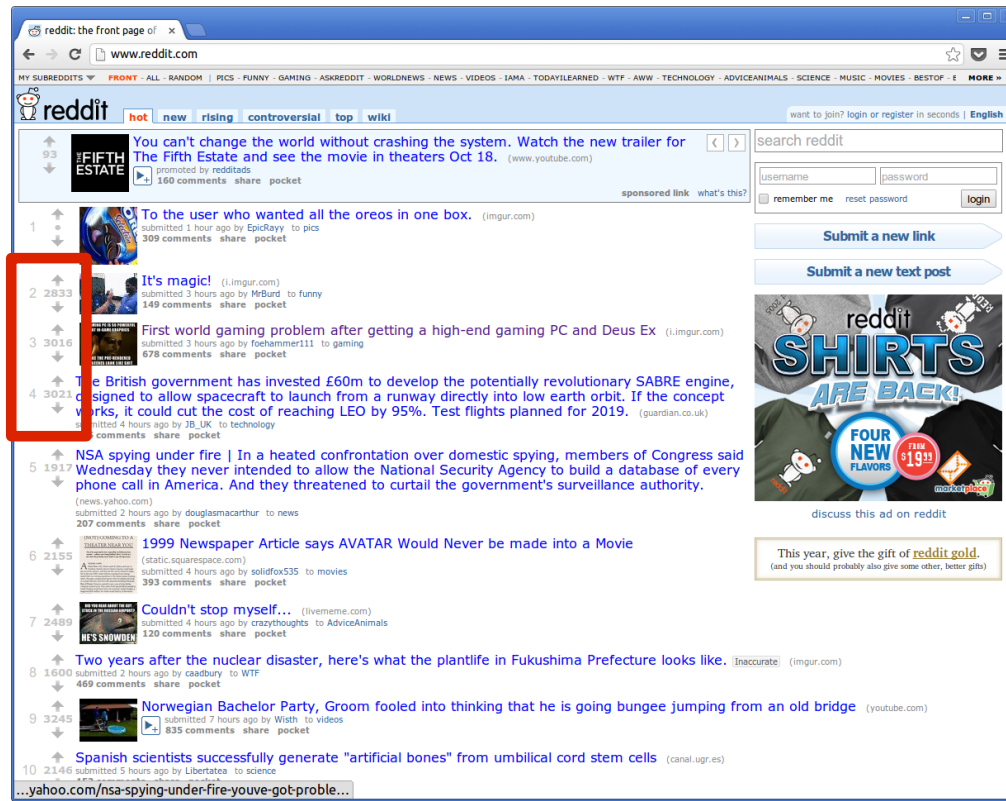 reddit: the front page of
www.reddit.com
MY SUBREDDITS FRONT - ALL - RANDOM | PICS - FUNNY - GAMING - ASKREDDIT - WORLDNEWS - NEWS - VIDEOS - IAMA - TODAYILEARNED - WTF - AWW - TECHNOLOGY - ADVICEANIMALS - SCIENCE - MUSIC - MOVIES - BESTOF - E MORE »
reddit hot new rising controversial top wiki
want to join? login or register in seconds | English
93
THE FIFTH ESTATE
You can't change the world without crashing the system. Watch the new trailer for
The Fifth Estate and see the movie in theaters Oct 18. (www.youtube.com)
promoted by redditads
160 comments share pocket
sponsored link what's this?
1
To the user who wanted all the oreos in one box. (imgur.com)
submitted 1 hour ago by EpicRayy to pics
309 comments share pocket
2 2833
It's magic! (i.imgur.com)
submitted 3 hours ago by MrBurd to funny
149 comments share pocket
3 3016
First world gaming problem after getting a high-end gaming PC and Deus Ex (i.imgur.com)
submitted 3 hours ago by foehammer111 to gaming
678 comments share pocket
4 3021
The British government has invested £60m to develop the potentially revolutionary SABRE engine,
designed to allow spacecraft to launch from a runway directly into low earth orbit. If the concept
works, it could cut the cost of reaching LEO by 95%. Test flights planned for 2019. (guardian.co.uk)
submitted 4 hours ago by JB_UK to technology
comments share pocket
5 1917
NSA spying under fire | In a heated confrontation over domestic spying, members of Congress said
Wednesday they never intended to allow the National Security Agency to build a database of every
phone call in America. And they threatened to curtail the government's surveillance authority.
(news.yahoo.com)
submitted 2 hours ago by douglasmacarthur to news
207 comments share pocket
6 2155
THEATER NEAR YOU
1999 Newspaper Article says AVATAR Would Never be made into a Movie
(static.squarespace.com)
submitted 4 hours ago by solidfox535 to movies
393 comments share pocket
7 2489
HE'S SNOWDEN
Couldn't stop myself... (livememe.com)
submitted 4 hours ago by crazythoughts to AdviceAnimals
120 comments share pocket
8 1600
Two years after the nuclear disaster, here's what the plantlife in Fukushima Prefecture looks like. Inaccurate (imgur.com)
submitted 2 hours ago by caadbury to WTF
469 comments share pocket
9 3245
Norwegian Bachelor Party, Groom fooled into thinking that he is going bungee jumping from an old bridge (youtube.com)
submitted 7 hours ago by Wisth to videos
835 comments share pocket
10 2146
Spanish scientists successfully generate "artificial bones" from umbilical cord stem cells (canal.ugr.es)
submitted 5 hours ago by Libertatea to science
...yahoo.com/nsa-spying-under-fire-youve-got-proble...
search reddit
username password
remember me reset password login
Submit a new link
Submit a new text post
reddit
SHIRTS
ARE BACK!
FOUR
NEW
FLAVORS
FROM
$19.99
marketplace
discuss this ad on reddit
This year, give the gift of reddit gold.
(and you should probably also give some other, better gifts)